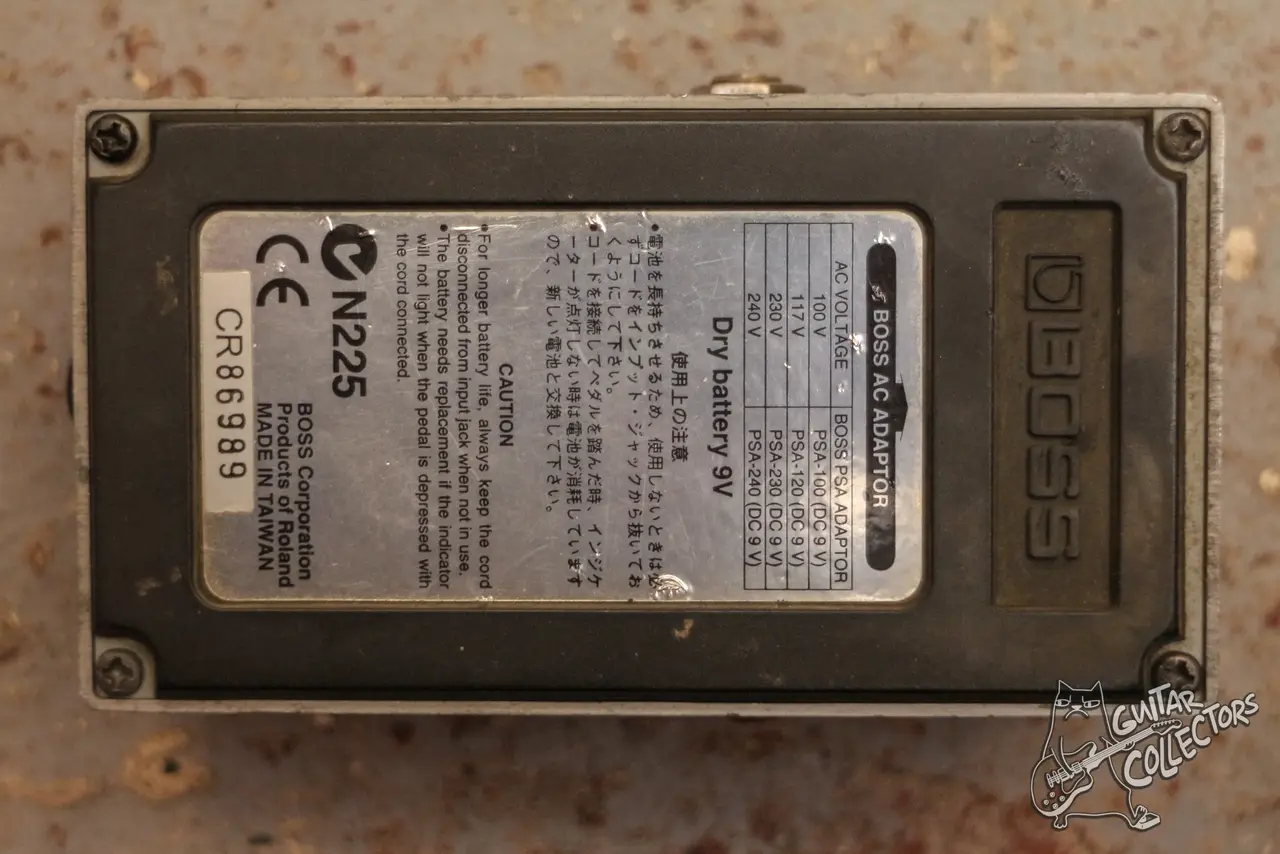 BOSS
BOSS AC ADAPTOR
AC VOLTAGE BOSS PSA ADAPTOR
100 V PSA-100 (DC 9 V)
117 V PSA-120 (DC 9 V)
230 V PSA-230 (DC 9 V)
240 V PSA-240 (DC 9 V)
Dry battery 9V
使用上の注意
•電池を長持ちさせるため、使用しないときは必
ずコードをインプット・ジャックから抜いてお
くようにして下さい。
•コードを接続してペダルを踏んだ時、インジケ
ーターが点灯しない時は電池が消耗しています
ので、新しい電池と交換して下さい。
CAUTION
•For longer battery life, always keep the cord
disconnected from input jack when not in use.
•The battery needs replacement if the indicator
will not light when the pedal is depressed with
the cord connected.
N225
CE
BOSS Corporation
Products of Roland
MADE IN TAIWAN
CR86989
GUITAR
COLLECTORS